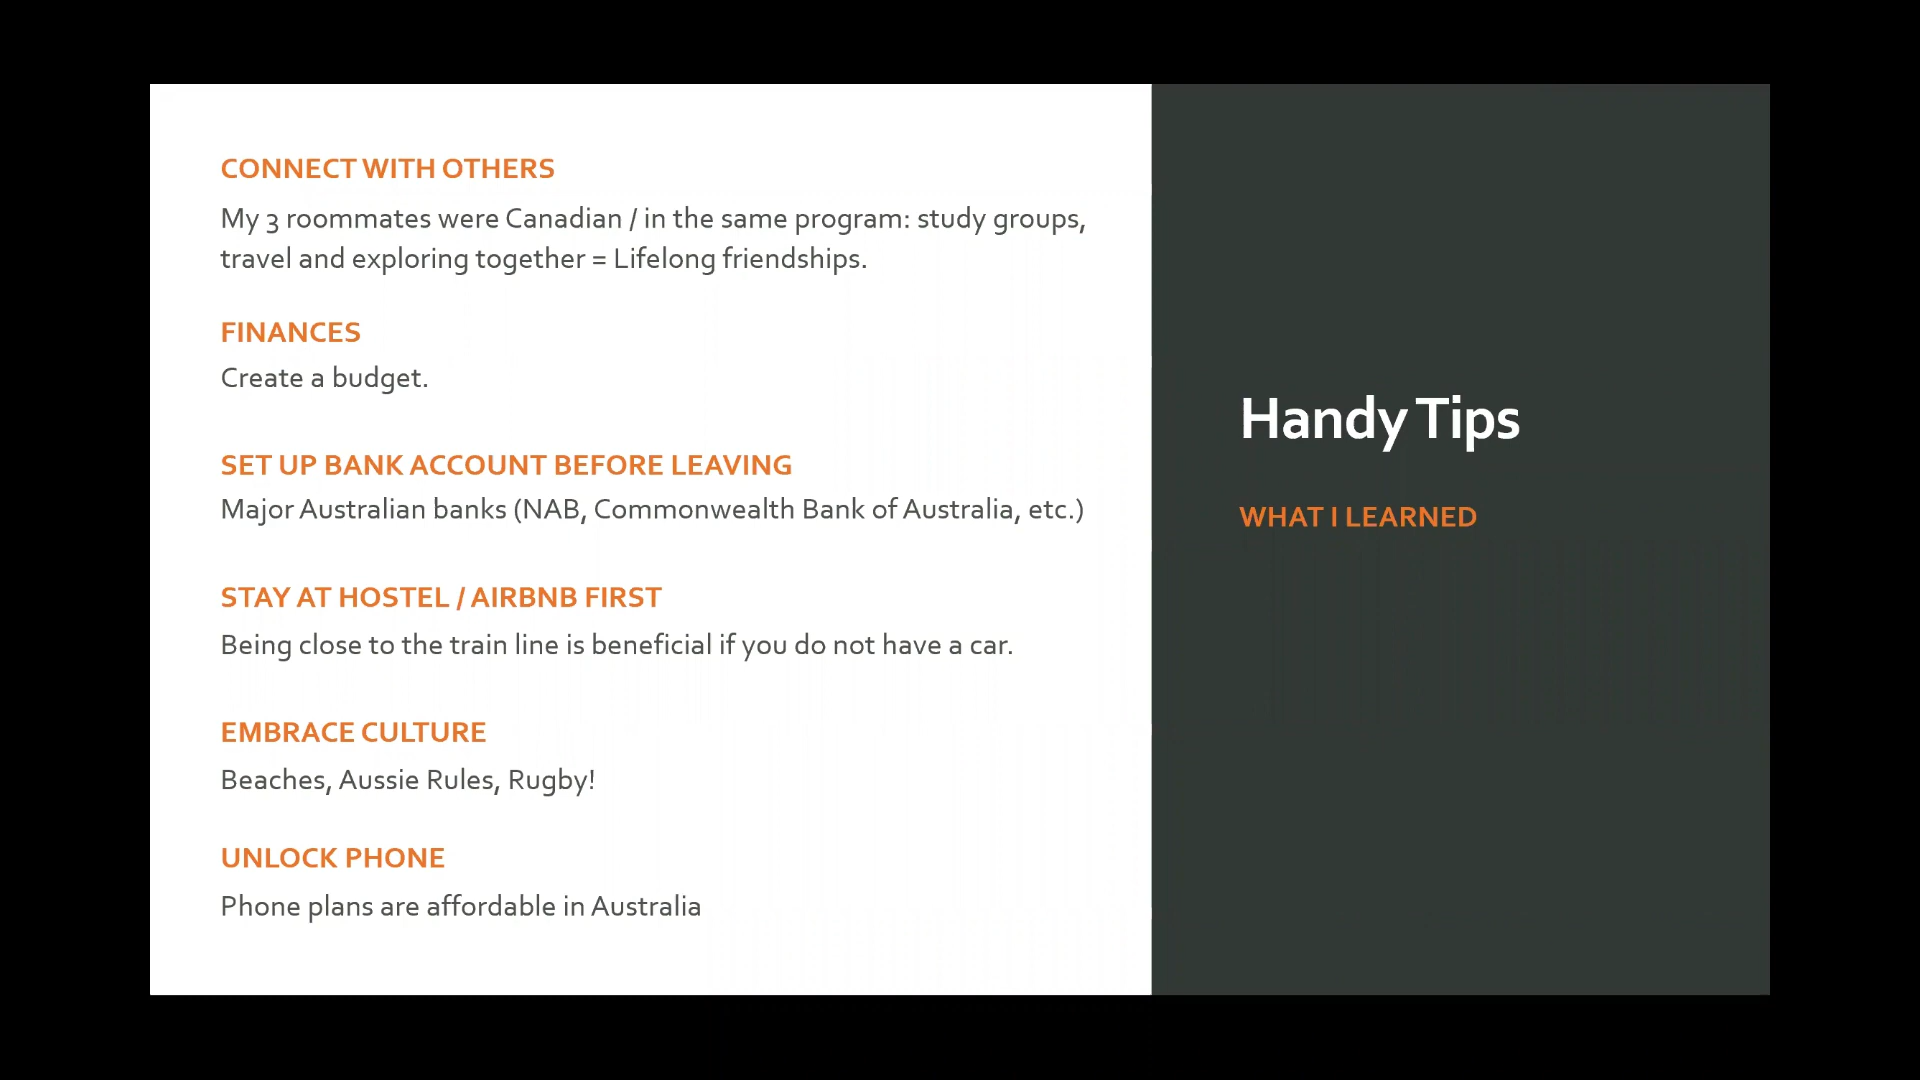 CONNECT WITH OTHERS
My 3 roommates were Canadian / in the same program: study groups,
travel and exploring together = Lifelong friendships.
FINANCES
Create a budget.
SET UP BANK ACCOUNT BEFORE LEAVING
Major Australian banks (NAB, Commonwealth Bank of Australia, etc.)
STAY AT HOSTEL / AIRBNB FIRST
Being close to the train line is beneficial if you do not have a car.
EMBRACE CULTURE
Beaches, Aussie Rules, Rugby!
UNLOCK PHONE
Phone plans are affordable in Australia
Handy Tips
WHAT I LEARNED